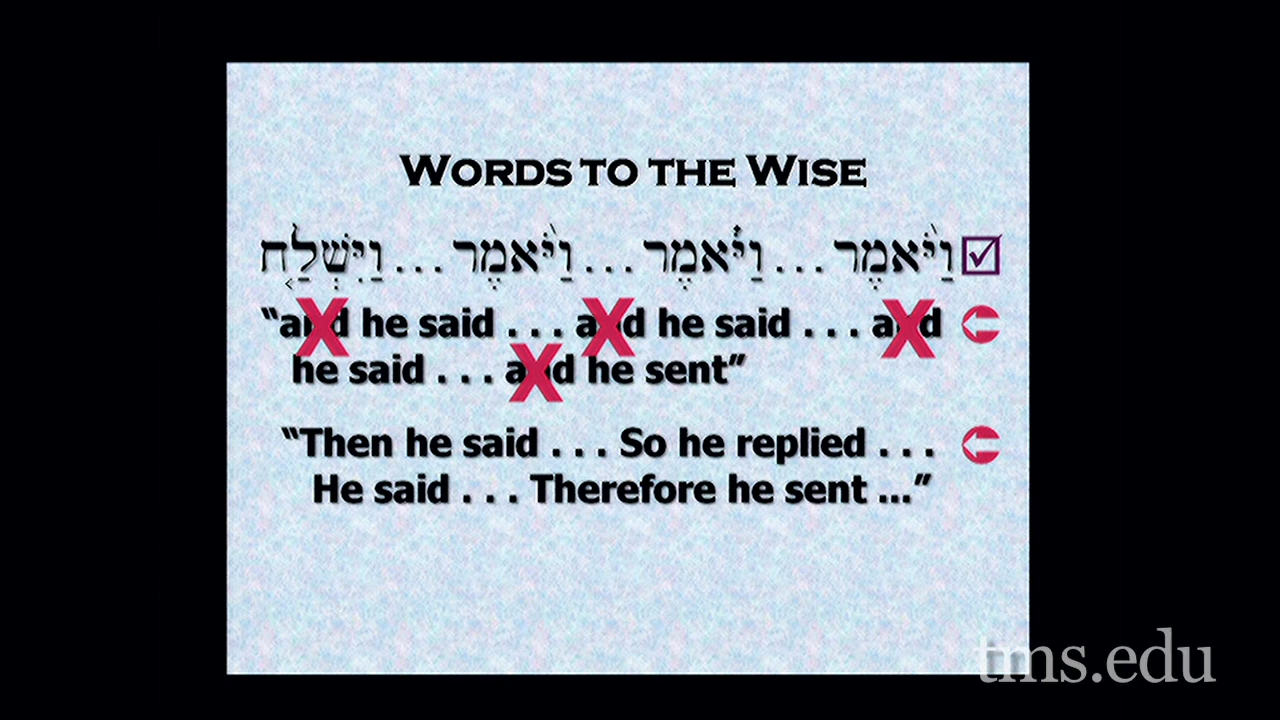 WORDS TO THE WISE
וַיֹּ֨אמֶר ... וַיֹּ֗אמֶר ... וַיֹּ֨אמֶר ... וַיִּשְׁלַ֤ח
“and he said . . . and he said . . . and
he said . . . and he sent”
“Then he said . . . So he replied . . .
He said . . . Therefore he sent ...”
tms.edu